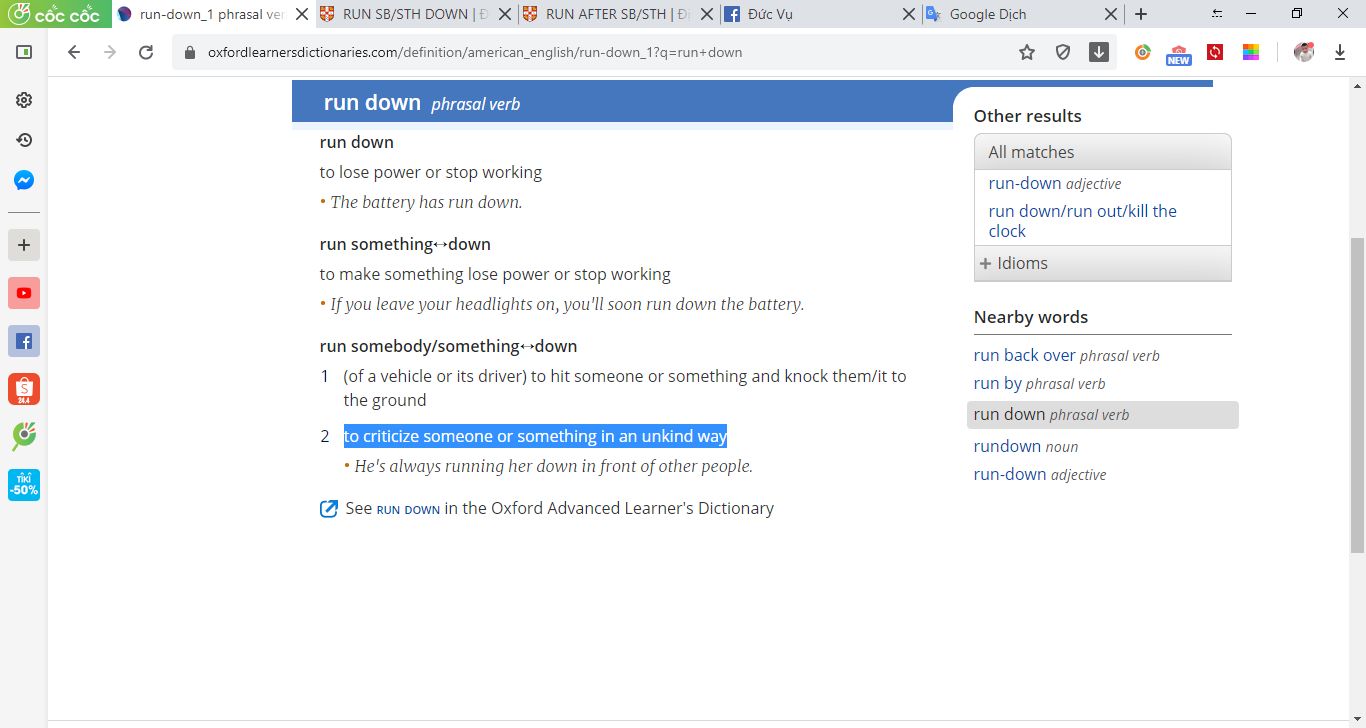 cốc cốc
run-down_1 phrasal ver
RUN SB/STH DOWN | Đ
RUN AFTER SB/STH | Đị
Đức Vụ
Google Dịch
oxfordlearnersdictionaries.com/definition/american_english/run-down_1?q=run+down
NEW
run down phrasal verb
run down
to lose power or stop working
• The battery has run down.
run something↔down
to make something lose power or stop working
• If you leave your headlights on, you'll soon run down the battery.
run somebody/something↔down
1 (of a vehicle or its driver) to hit someone or something and knock them/it to
the ground
2 to criticize someone or something in an unkind way
• He's always running her down in front of other people.
See RUN DOWN in the Oxford Advanced Learner's Dictionary
Other results
All matches
run-down adjective
run down/run out/kill the
clock
+ Idioms
Nearby words
run back over phrasal verb
run by phrasal verb
run down phrasal verb
rundown noun
run-down adjective
24.4
TIKI
-50%